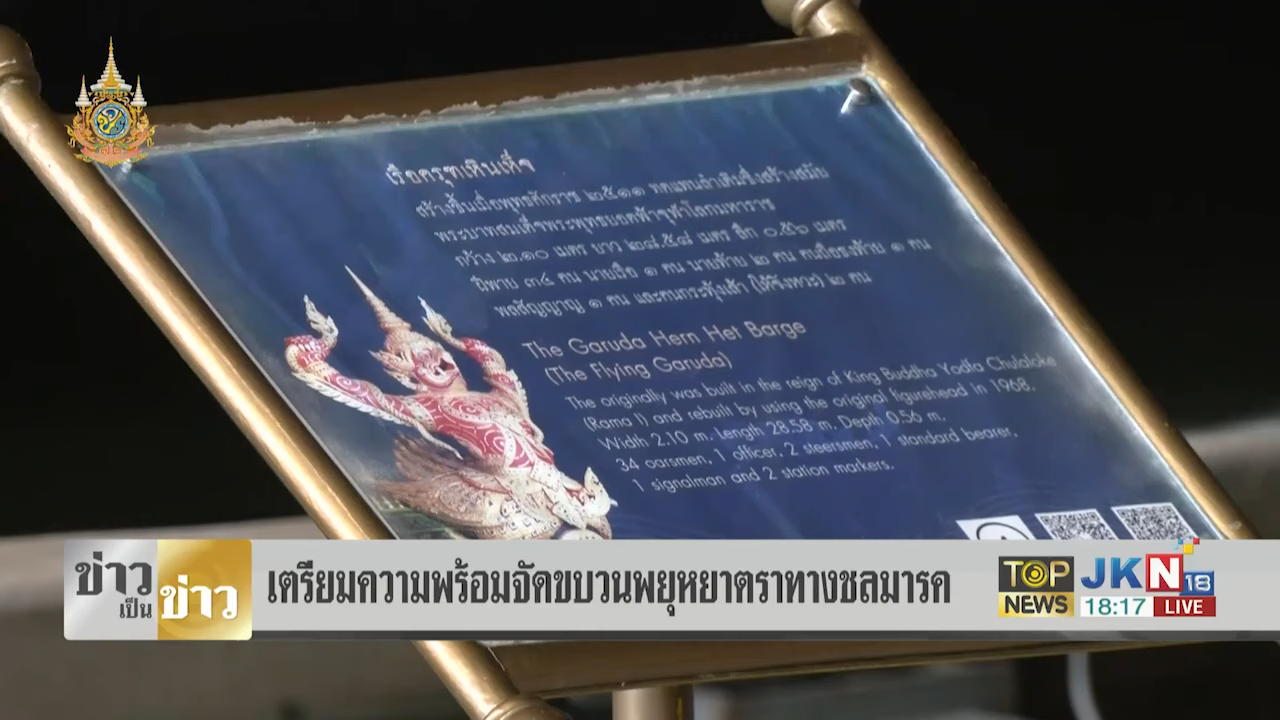 เรือครุฑเหินเห็จ
สร้างขึ้นเมื่อพุทธศักราช ๒๕๑๑ ทดแทนลำเดิมซึ่งสร้างสมัย
พระบาทสมเด็จพระพุทธยอดฟ้าจุฬาโลกมหาราช
กว้าง ๒.๑๐ เมตร ยาว ๒๘.๕๘ เมตร ลึก ๐.๕๖ เมตร
ฝีพาย ๓๔ คน นายเรือ ๑ คน นายท้าย ๒ คน คนถือธงท้าย ๑ คน
พลสัญญาณ ๑ คน และคนกระทุ้งเส้า (ให้จังหวะ) ๒ คน
The Garuda Hern Het Barge
(The Flying Garuda)
The originally was built in the reign of King Buddha Yodfa Chulaloke
(Rama I) and rebuilt by using the original figurehead in 1968.
Width 2.10 m. Length 28.58 m. Depth 0.56 m.
34 oarsmen, 1 officer, 2 steersmen, 1 standard bearer,
1 signalman and 2 station markers.
ข่าว
เป็น
ข่าว
เตรียมความพร้อมจัดขบวนพยุหยาตราทางชลมารค
TOP
NEWS
JKN 18
18:17 LIVE